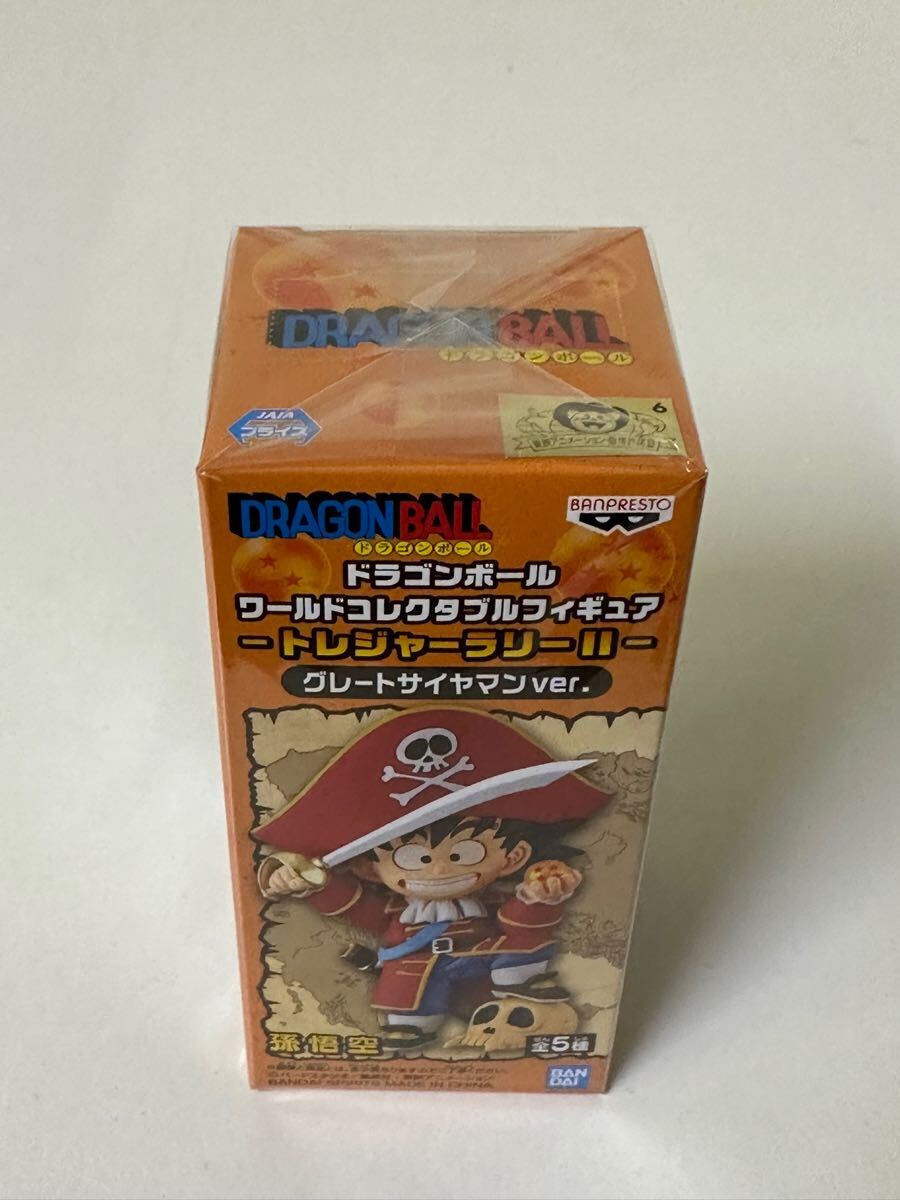 DRAGON BALL
ドラゴンボール
JAIA
プライズ
6
DRAGON BALL
ドラゴンボール
BANPRESTO
ドラゴンボール
ワールドコレクタブルフィギュア
-トレジャーラリーII-
グレートサイヤマンver.
孫悟空
全5種
BANDAI SPIRITS MADE IN CHINA
BAN
DAI